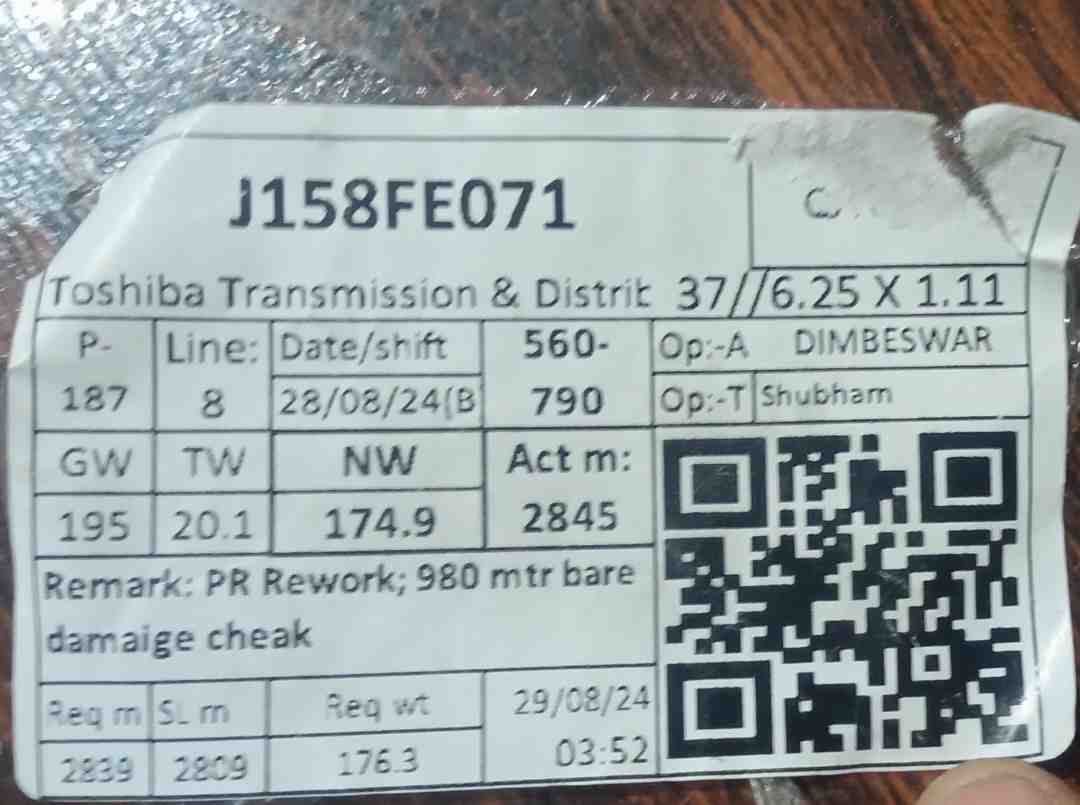 J158FE071
Toshiba Transmission & Distrib 37//6.25 X 1.11
P-187 Line: 8 Date/shift 28/08/24(B 560-790 Op:-A DIMBESWAR
Op:-T Shubham
GW TW NW Act m:
195 20.1 174.9 2845
Remark: PR Rework; 980 mtr bare
damaige cheak
Req m SL m Req wt 29/08/24
2839 2809 176.3 03:52